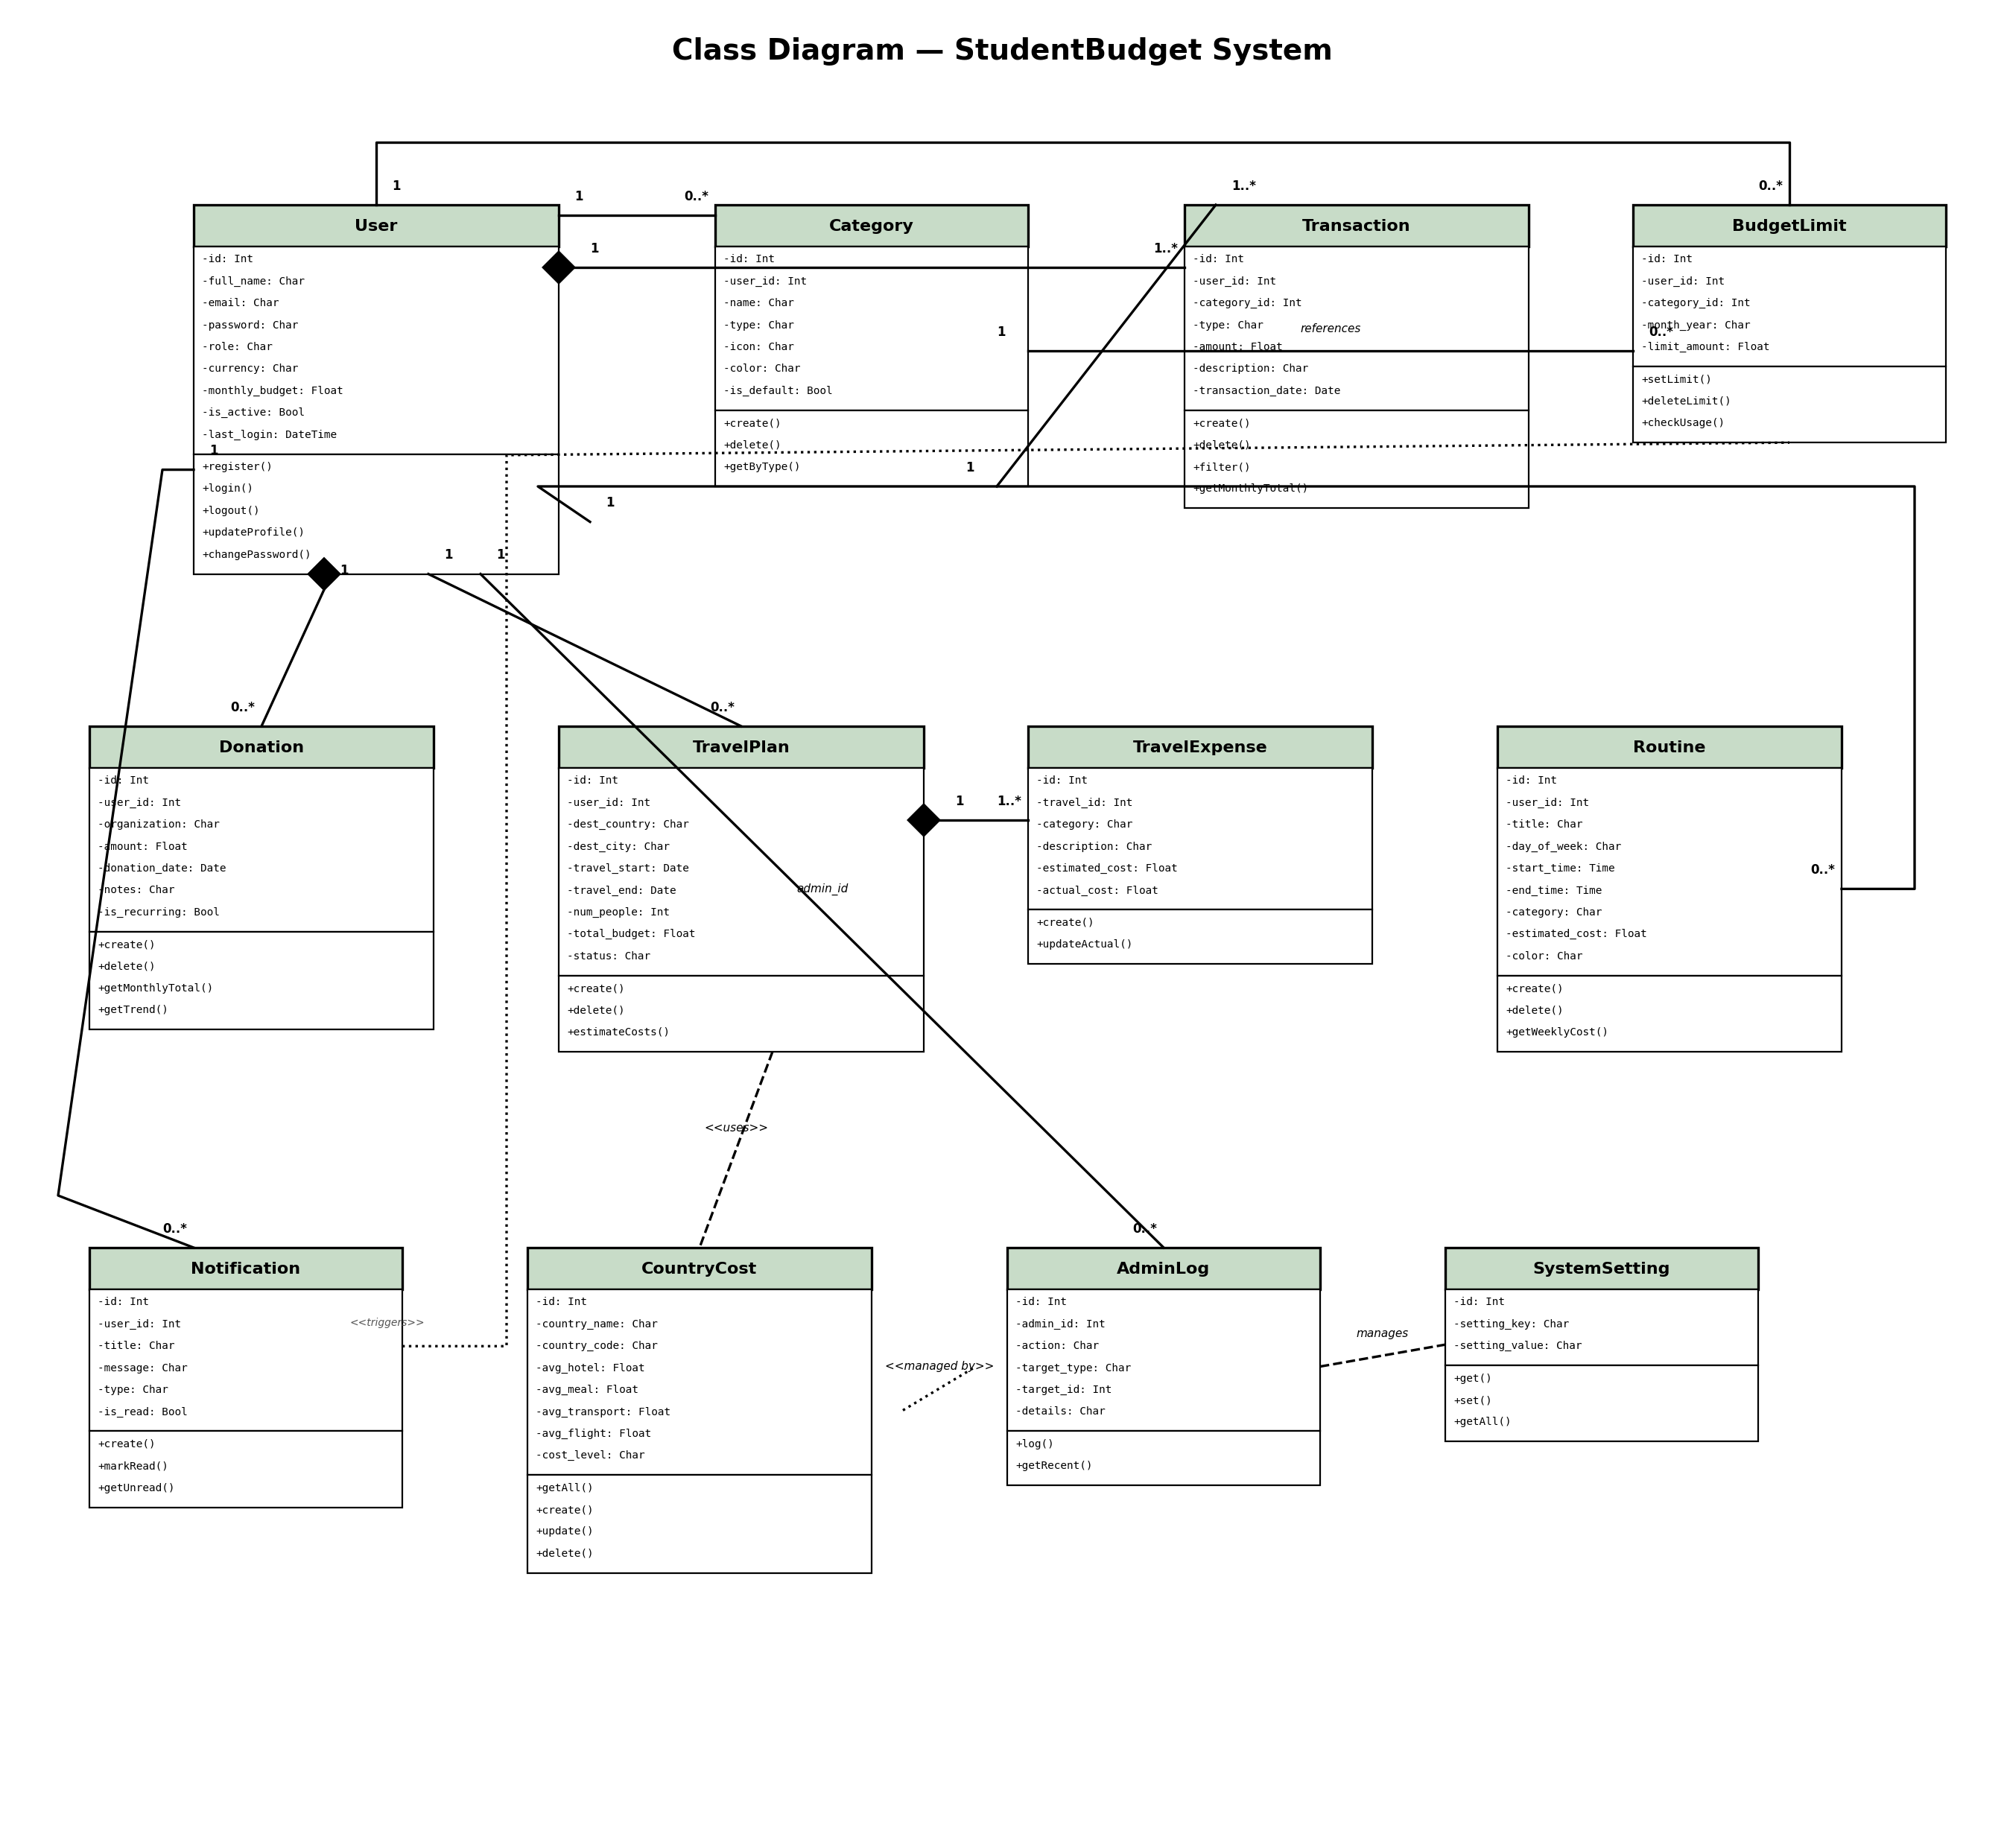 Class Diagram — StudentBudget System
1
1
0..*
1..*
0..*
User
-id: Int
-full_name: Char
-email: Char
-password: Char
-role: Char
-currency: Char
-monthly_budget: Float
-is_active: Bool
-last_login: DateTime
1
+register()
+login()
+logout()
+updateProfile()
+changePassword()
1
1
1
1
1
Category
-id: Int
-user_id: Int
-name: Char
-type: Char
-icon: Char
-color: Char
-is_default: Bool
1
+create()
+delete()
+getByType()
1
1..*
Transaction
-id: Int
-user_id: Int
-category_id: Int
-type: Char
references
-amount: Float
-description: Char
-transaction_date: Date
+create()
+delete()
+filter()
+getMonthlyTotal()
BudgetLimit
-id: Int
-user_id: Int
-category_id: Int
-month_year: Char
0..*
-limit_amount: Float
+setLimit()
+deleteLimit()
+checkUsage()
0..*
Donation
-id: Int
-user_id: Int
-organization: Char
-amount: Float
-donation_date: Date
-notes: Char
-is_recurring: Bool
+create()
+delete()
+getMonthlyTotal()
+getTrend()
0..*
TravelPlan
-id: Int
-user_id: Int
-dest_country: Char
-dest_city: Char
-travel_start: Date
-travel_end: Date
admin_id
-num_people: Int
-total_budget: Float
-status: Char
+create()
+delete()
+estimateCosts()
1
1..*
TravelExpense
-id: Int
-travel_id: Int
-category: Char
-description: Char
-estimated_cost: Float
-actual_cost: Float
+create()
+updateActual()
Routine
-id: Int
-user_id: Int
-title: Char
-day_of_week: Char
-start_time: Time
0..*
-end_time: Time
-category: Char
-estimated_cost: Float
-color: Char
+create()
+delete()
+getWeeklyCost()
<<uses>>
0..*
Notification
-id: Int
-user_id: Int
<<triggers>>
-title: Char
-message: Char
-type: Char
-is_read: Bool
+create()
+markRead()
+getUnread()
CountryCost
-id: Int
-country_name: Char
-country_code: Char
-avg_hotel: Float
-avg_meal: Float
-avg_transport: Float
-avg_flight: Float
-cost_level: Char
+getAll()
+create()
+update()
+delete()
<<managed by>>
0..*
AdminLog
-id: Int
-admin_id: Int
-action: Char
-target_type: Char
-target_id: Int
-details: Char
+log()
+getRecent()
manages
SystemSetting
-id: Int
-setting_key: Char
-setting_value: Char
+get()
+set()
+getAll()